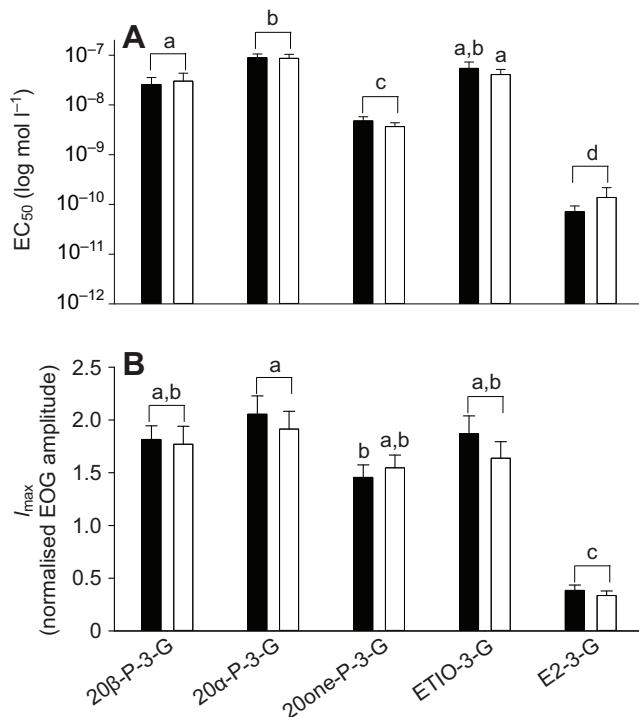 A
EC₅₀ (log mol l⁻¹)
10⁻⁷
10⁻⁸
10⁻⁹
10⁻¹⁰
10⁻¹¹
10⁻¹²
a
b
c
a,b a
d
B
I_max
(normalised EOG amplitude)
2.5
2.0
1.5
1.0
0.5
0
a,b
a
b a,b
a,b
c
20β-P-3-G
20α-P-3-G
20one-P-3-G
ETIO-3-G
E2-3-G